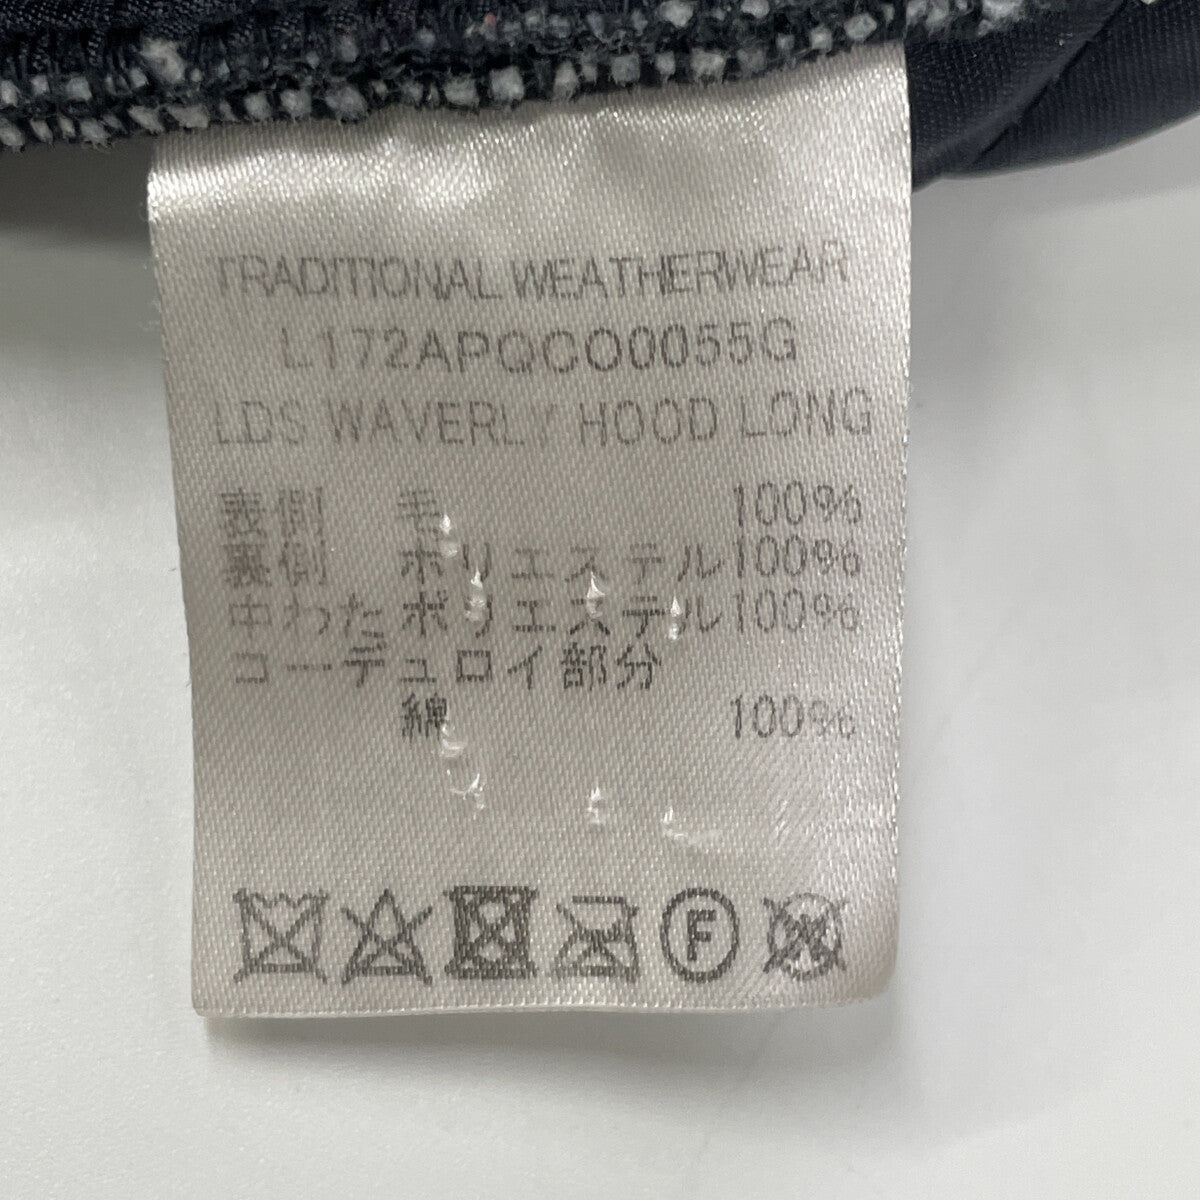 TRADITIONAL WEATHERWEAR
L172APQCO0055G
LDS WAVERLY HOOD LONG
表側 毛 100%
裏側 ポリエステル100%
中わた ポリエステル100%
コーデュロイ部分
綿 100%
F